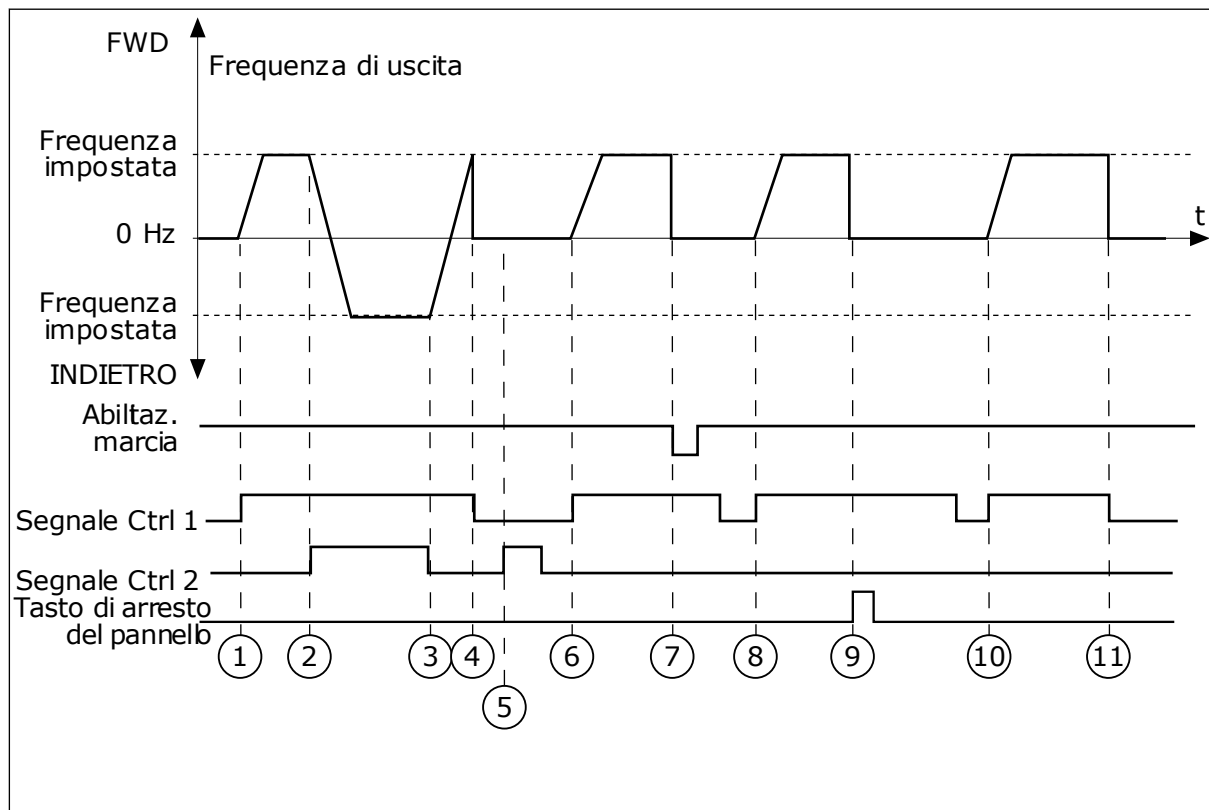 FWD
Frequenza di uscita
Frequenza
impostata
t
0 Hz
Frequenza
impostata
INDIETRO
Abiltaz.
marcia
Segnale Ctrl 1
Segnale Ctrl 2
Tasto di arresto
del pannello
1 2 3 4 6 7 8 9 10 11
5